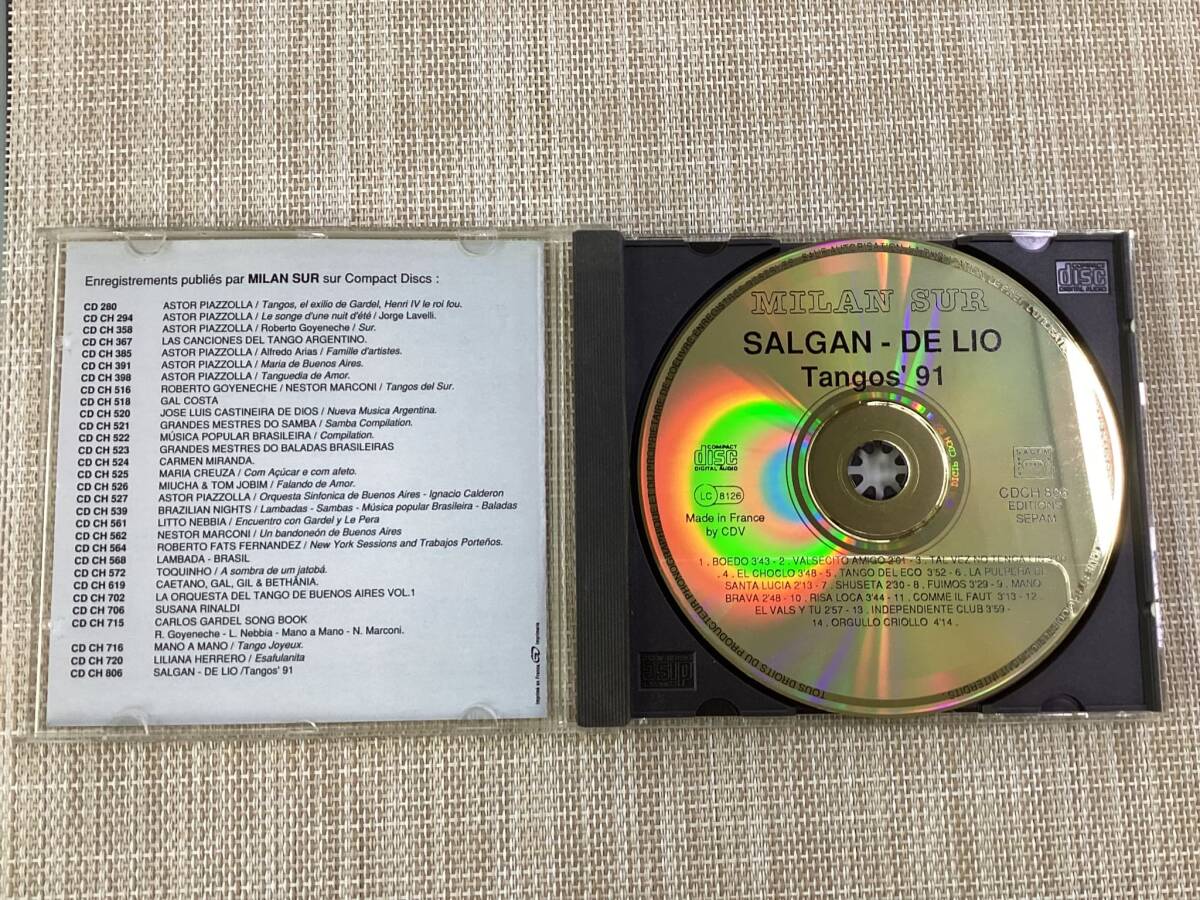 Enregistrements publiés par MILAN SUR sur Compact Discs :
CD 280 ASTOR PIAZZOLLA / Tangos, el exilio de Gardel, Henri IV le roi fou.
CD CH 294 ASTOR PIAZZOLLA / Le songe d'une nuit d'été / Jorge Lavelli.
CD CH 358 ASTOR PIAZZOLLA / Roberto Goyeneche / Sur.
CD CH 367 LAS CANCIONES DEL TANGO ARGENTINO.
CD CH 385 ASTOR PIAZZOLLA / Alfredo Arias / Famille d'artistes.
CD CH 391 ASTOR PIAZZOLLA / Maria de Buenos Aires.
CD CH 398 ASTOR PIAZZOLLA / Tanguedia de Amor.
CD CH 516 ROBERTO GOYENECHE / NESTOR MARCONI / Tangos del Sur.
CD CH 518 GAL COSTA
CD CH 520 JOSE LUIS CASTINEIRA DE DIOS / Nueva Musica Argentina.
CD CH 521 GRANDES MESTRES DO SAMBA / Samba Compilation.
CD CH 522 MÚSICA POPULAR BRASILEIRA / Compilation.
CD CH 523 GRANDES MESTRES DO BALADAS BRASILEIRAS
CD CH 524 CARMEN MIRANDA.
CD CH 525 MARIA CREUZA / Com Açúcar e com afeto.
CD CH 526 MIUCHA & TOM JOBIM / Falando de Amor.
CD CH 527 ASTOR PIAZZOLLA / Orquesta Sinfonica de Buenos Aires - Ignacio Calderon
CD CH 539 BRAZILIAN NIGHTS / Lambadas - Sambas - Música popular Brasileira - Baladas
CD CH 561 LITTO NEBBIA / Encuentro con Gardel y Le Pera
CD CH 562 NESTOR MARCONI / Un bandoneón de Buenos Aires
CD CH 564 ROBERTO FATS FERNANDEZ / New York Sessions and Trabajos Porteños.
CD CH 568 LAMBADA - BRASIL
CD CH 572 TOQUINHO / A sombra de um jatobá.
CD CH 619 CAETANO, GAL, GIL & BETHÂNIA.
CD CH 702 LA ORQUESTA DEL TANGO DE BUENOS AIRES VOL.1
CD CH 706 SUSANA RINALDI
CD CH 715 CARLOS GARDEL SONG BOOK
R. Goyeneche - L. Nebbia - Mano a Mano - N. Marconi.
CD CH 716 MANO A MANO / Tango Joyeux.
CD CH 720 LILIANA HERRERO / Esafulanita
CD CH 806 SALGAN - DE LIO /Tangos' 91
MILAN SUR
SALGAN - DE LIO
Tangos' 91
COMPACT
disc
DIGITAL AUDIO
LC 8126
Made in France
by CDV
SACEM
CDCH 806
EDITIONS
SEPAM
1. BOEDO 3'43 - 2. VALSECITO AMIGO 2'01 - 3. TAL VEZ NO TENGA
4. EL CHOCLO 3'48 - 5. TANGO DEL ECO 3'52 - 6. LA PULPERA DE
SANTA LUCIA 2'13 - 7. SHUSETA 2'30 - 8. FUIMOS 3'29 - 9. MANO
BRAVA 2'48 - 10. RISA LOCA 3'44 - 11. COMME IL FAUT 3'13 - 12.
EL VALS Y TU 2'57 - 13. INDEPENDIENTE CLUB 3'59 -
14. ORGULLO CRIOLLO 4'14.
TOUS DROITS DU PRODUCTEUR PHONOGRAPHIQUE
INTERDITS.
COMPACT
disc
DIGITAL AUDIO
disc